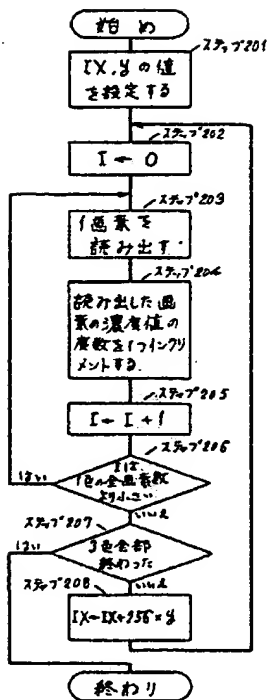 始め
ステップ201
IX,yの値
を設定する
ステップ202
I ← 0
ステップ203
1画素を
読み出す.
ステップ204
読み出した画
素の濃度値の
度数を1つインクリ
メントする.
ステップ205
I ← I + 1
ステップ206
Iは
1色の全画素数
より小さい
はい
いいえ
ステップ207
3色全部
終わった
はい
いいえ
ステップ208
IX←IX+256×y
終わり